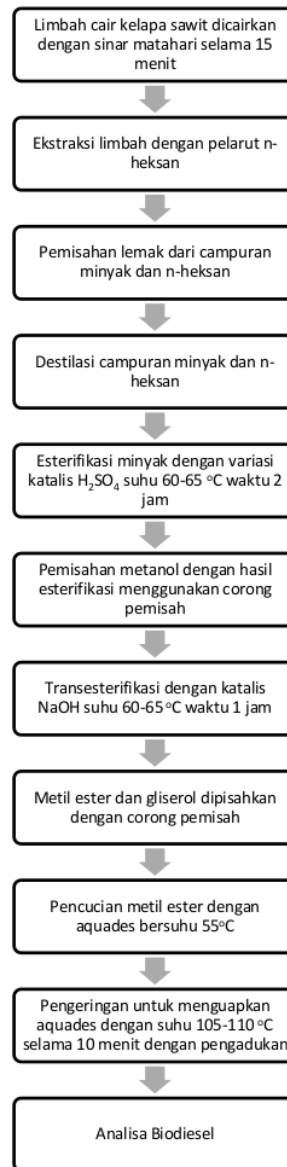 Limbah cair kelapa sawit dicairkan
dengan sinar matahari selama 15
menit
Ekstraksi limbah dengan pelarut n-
heksan
Pemisahan lemak dari campuran
minyak dan n-heksan
Destilasi campuran minyak dan n-
heksan
Esterifikasi minyak dengan variasi
katalis H₂SO₄ suhu 60-65 °C waktu 2
jam
Pemisahan metanol dengan hasil
esterifikasi menggunakan corong
pemisah
Transesterifikasi dengan katalis
NaOH suhu 60-65 °C waktu 1 jam
Metil ester dan gliserol dipisahkan
dengan corong pemisah
Pencucian metil ester dengan
aquades bersuhu 55°C
Pengeringan untuk menguapkan
aquades dengan suhu 105-110 °C
selama 10 menit dengan pengadukan
Analisa Biodiesel